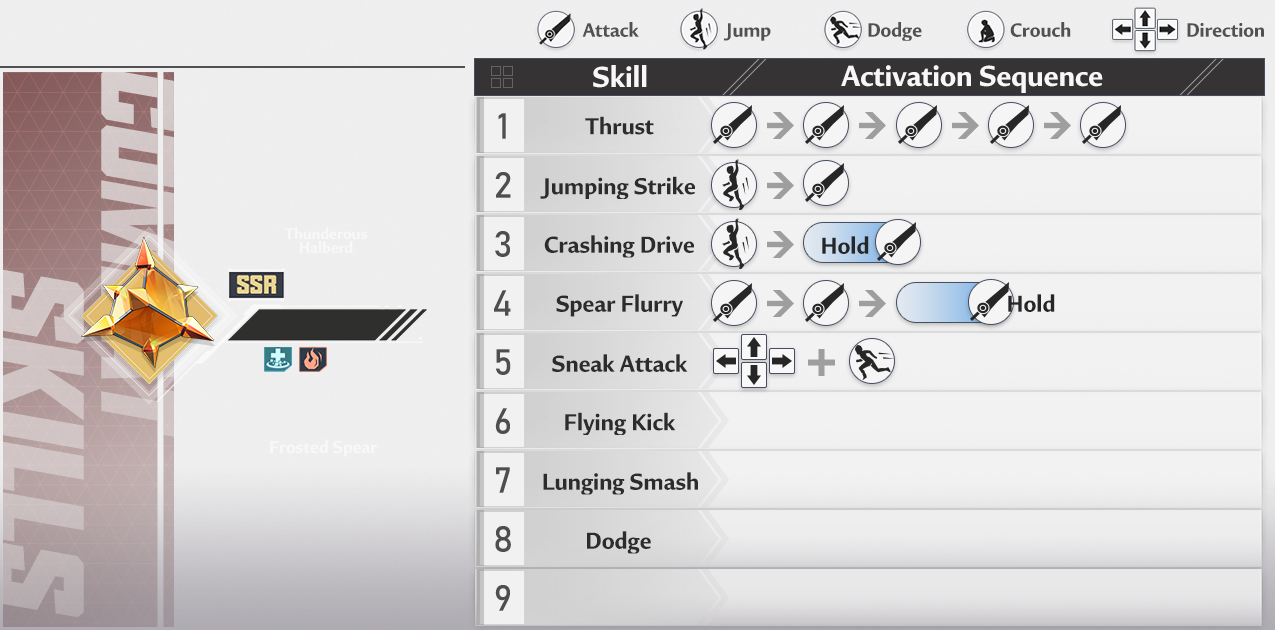 Attack
Jump
Dodge
Crouch
Direction
Skill
Activation Sequence
COMBAT
SKILLS
Thunderous
Halberd
SSR
Frosted Spear
1 Thrust
2 Jumping Strike
3 Crashing Drive Hold
4 Spear Flurry Hold
5 Sneak Attack
6 Flying Kick
7 Lunging Smash
8 Dodge
9